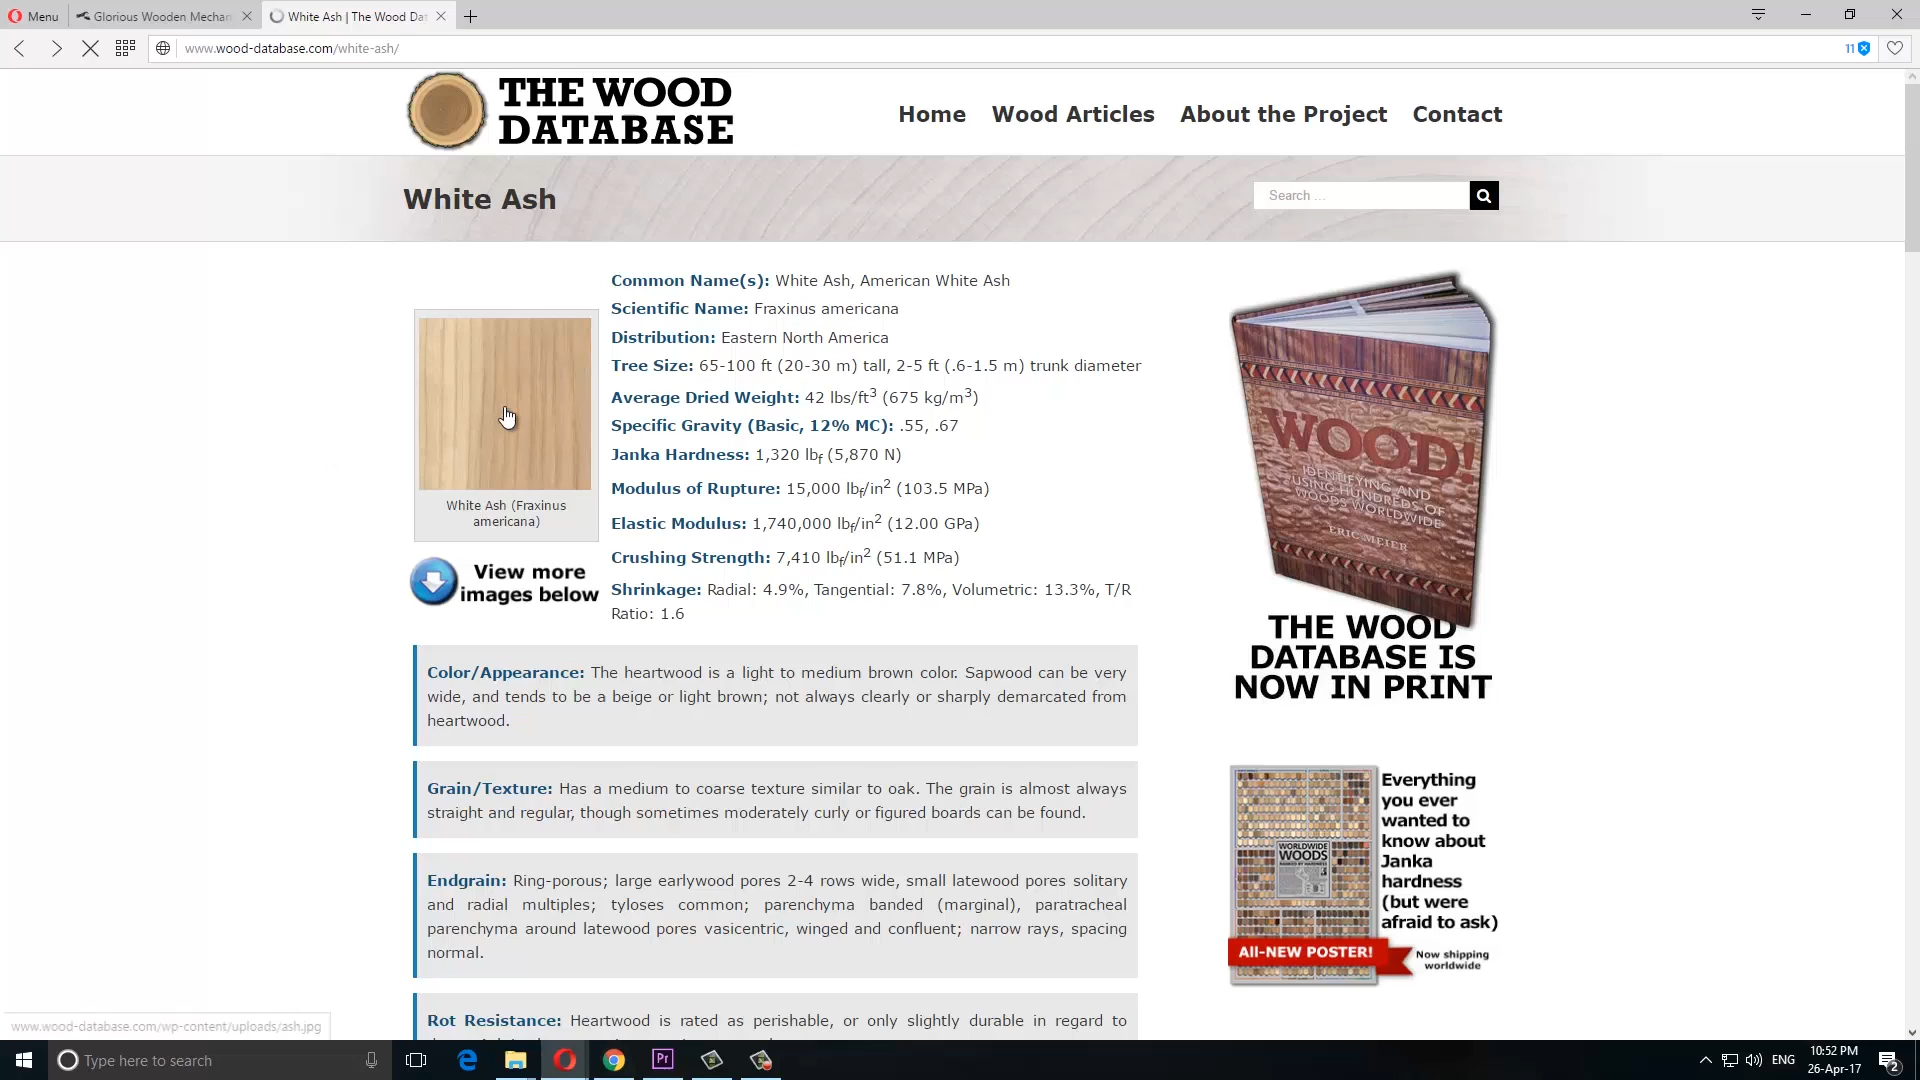 Menu
Glorious Wooden Mechan
White Ash | The Wood Dat
www.wood-database.com/white-ash/
11
THE WOOD
DATABASE
Home
Wood Articles
About the Project
Contact
White Ash
Search ...
Common Name(s): White Ash, American White Ash
Scientific Name: Fraxinus americana
Distribution: Eastern North America
Tree Size: 65-100 ft (20-30 m) tall, 2-5 ft (.6-1.5 m) trunk diameter
Average Dried Weight: 42 lbs/ft3 (675 kg/m3)
Specific Gravity (Basic, 12% MC): .55, .67
Janka Hardness: 1,320 lbf (5,870 N)
Modulus of Rupture: 15,000 lbf/in2 (103.5 MPa)
Elastic Modulus: 1,740,000 lbf/in2 (12.00 GPa)
Crushing Strength: 7,410 lbf/in2 (51.1 MPa)
Shrinkage: Radial: 4.9%, Tangential: 7.8%, Volumetric: 13.3%, T/R
Ratio: 1.6
White Ash (Fraxinus
americana)
View more
images below
Color/Appearance: The heartwood is a light to medium brown color. Sapwood can be very
wide, and tends to be a beige or light brown; not always clearly or sharply demarcated from
heartwood.
Grain/Texture: Has a medium to coarse texture similar to oak. The grain is almost always
straight and regular, though sometimes moderately curly or figured boards can be found.
Endgrain: Ring-porous; large earlywood pores 2-4 rows wide, small latewood pores solitary
and radial multiples; tyloses common; parenchyma banded (marginal), paratracheal
parenchyma around latewood pores vasicentric, winged and confluent; narrow rays, spacing
normal.
Rot Resistance: Heartwood is rated as perishable, or only slightly durable in regard to
WOOD!
IDENTIFYING AND
USING HUNDREDS OF
WOODS WORLDWIDE
ERIC MEIER
THE WOOD
DATABASE IS
NOW IN PRINT
WORLDWIDE
WOODS
Everything
you ever
wanted to
know about
Janka
hardness
(but were
afraid to ask)
All-NEW POSTER!
Now shipping
worldwide
www.wood-database.com/wp-content/uploads/ash.jpg
Type here to search
Pr
ENG
10:52 PM
26-Apr-17
2